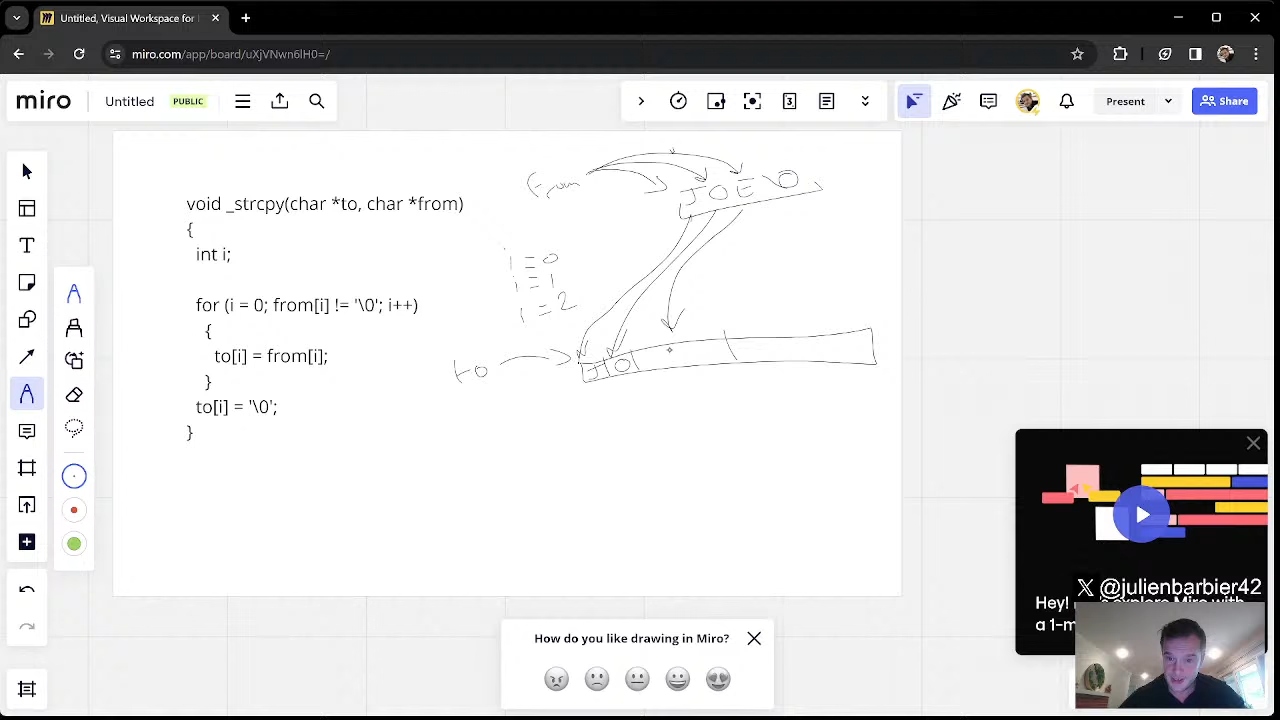 Untitled, Visual Workspace for I
miro.com/app/board/uXjVNwn6lH0=/
miro
Untitled
PUBLIC
3
Present
Share
void _strcpy(char *to, char *from)
{
int i;
for (i = 0; from[i] != '\0'; i++)
{
to[i] = from[i];
}
to[i] = '\0';
}
from
J O E \0
i = 0
i = 1
i = 2
to
J O
How do you like drawing in Miro?
@julienbarbier42
Hey!
a 1-m